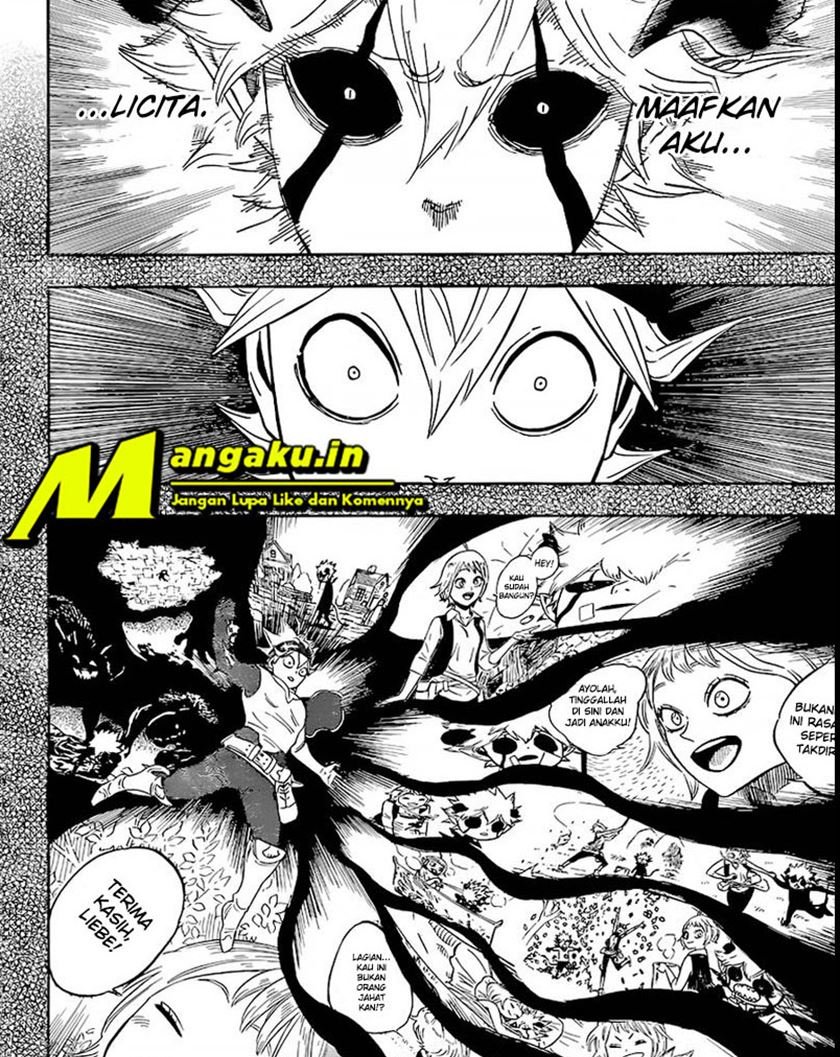 MAAFKAN
AKU...
...LICITA.
Mangaku.in
Jangan Lupa Like dan Komennya
HEY!
KAU
SUDAH
BANGUN?
AYOLAH,
TINGGALLAH
DI SINI DAN
JADI ANAKKU!
BUKAN
INI RASA
SEPER
TAKDIR
TERIMA
KASIH,
LIEBE!
LAGIAN...
KAU INI
BUKAN
ORANG
JAHAT
KAN!?